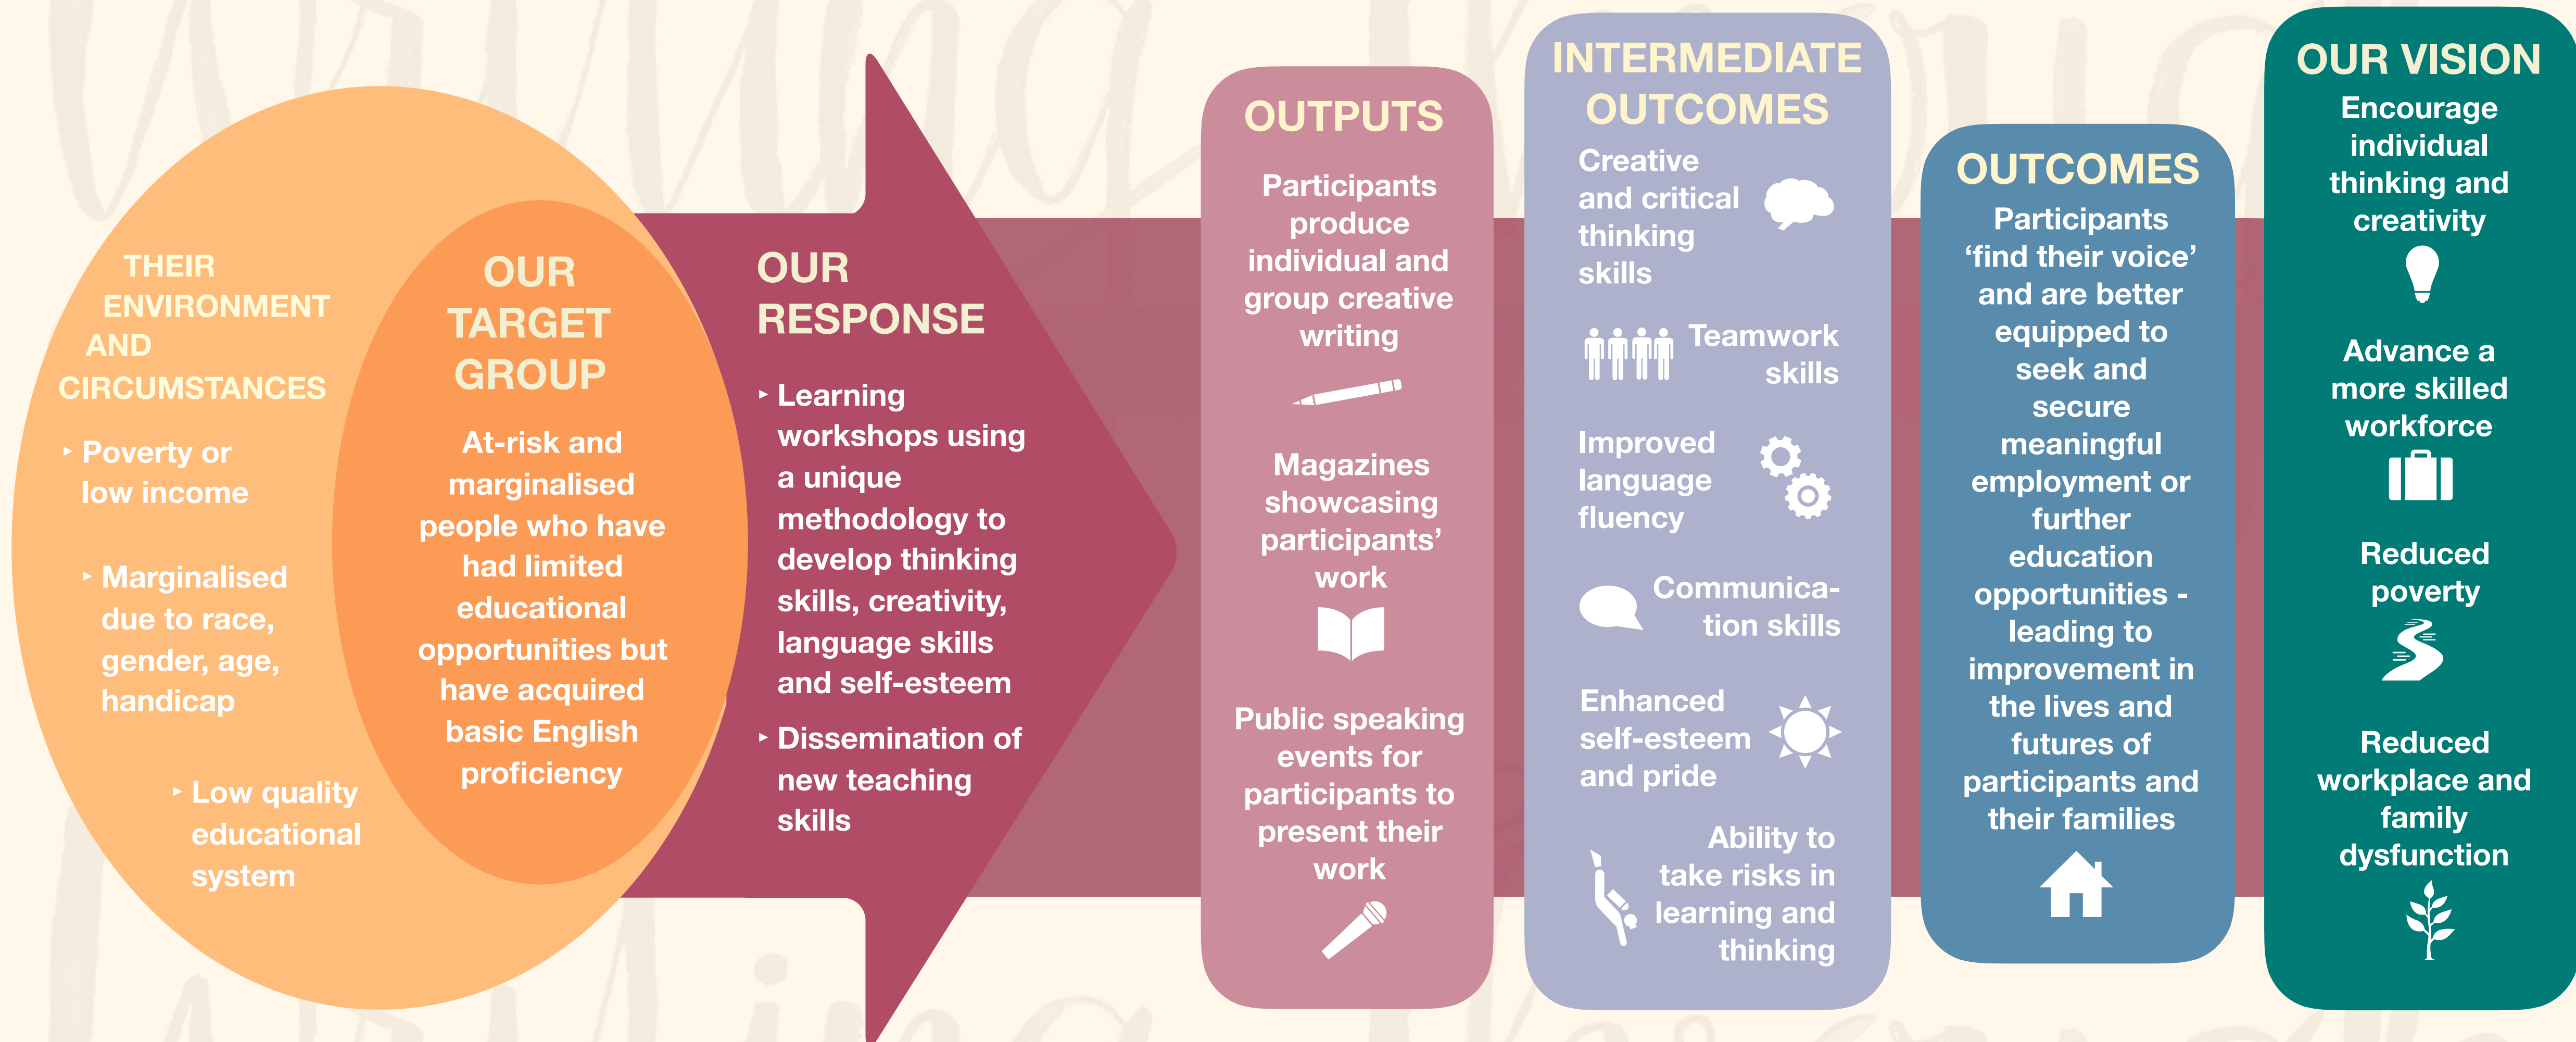 THEIR
ENVIRONMENT
AND
CIRCUMSTANCES
‣ Poverty or
low income
‣ Marginalised
due to race,
gender, age,
handicap
‣ Low quality
educational
system
OUR
TARGET
GROUP
At-risk and
marginalised
people who have
had limited
educational
opportunities but
have acquired
basic English
proficiency
OUR
RESPONSE
‣ Learning
workshops using
a unique
methodology to
develop thinking
skills, creativity,
language skills
and self-esteem
‣ Dissemination of
new teaching
skills
OUTPUTS
Participants
produce
individual and
group creative
writing
Magazines
showcasing
participants’
work
Public speaking
events for
participants to
present their
work
INTERMEDIATE
OUTCOMES
Creative
and critical
thinking
skills
Teamwork
skills
Improved
language
fluency
Communica-
tion skills
Enhanced
self-esteem
and pride
Ability to
take risks in
learning and
thinking
OUTCOMES
Participants
‘find their voice’
and are better
equipped to
seek and
secure
meaningful
employment or
further
education
opportunities -
leading to
improvement in
the lives and
futures of
participants and
their families
OUR VISION
Encourage
individual
thinking and
creativity
Advance a
more skilled
workforce
Reduced
poverty
Reduced
workplace and
family
dysfunction